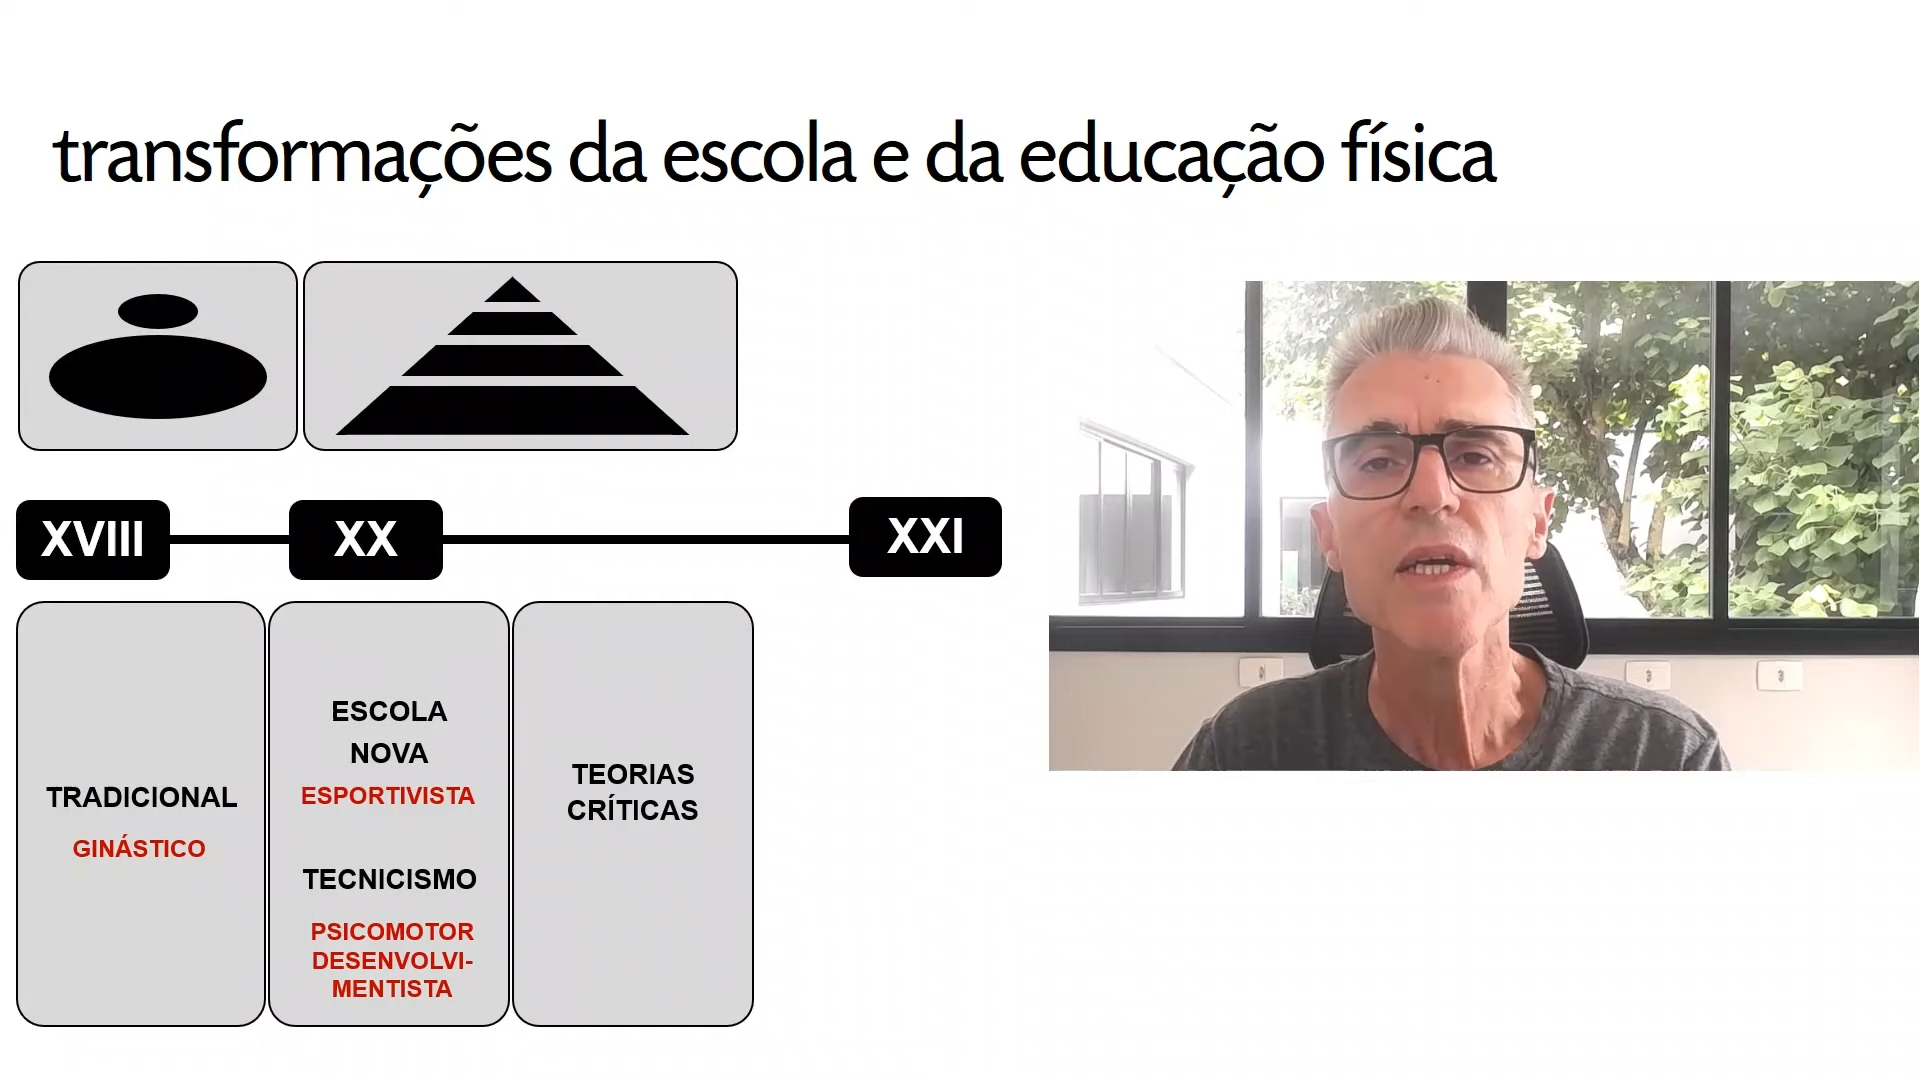 transformações da escola e da educação física
XVIII
XX
XXI
TRADICIONAL
GINÁSTICO
ESCOLA
NOVA
ESPORTIVISTA
TECNICISMO
PSICOMOTOR
DESENVOLVI-
MENTISTA
TEORIAS
CRÍTICAS